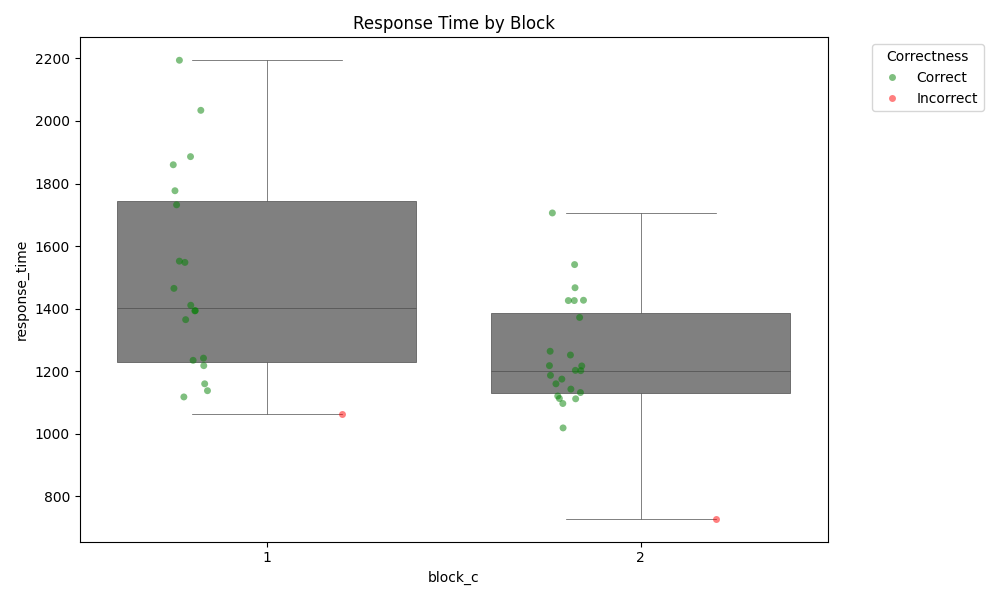 Response Time by Block
Correctness
Correct
Incorrect
response_time
2200
2000
1800
1600
1400
1200
1000
800
1
2
block_c